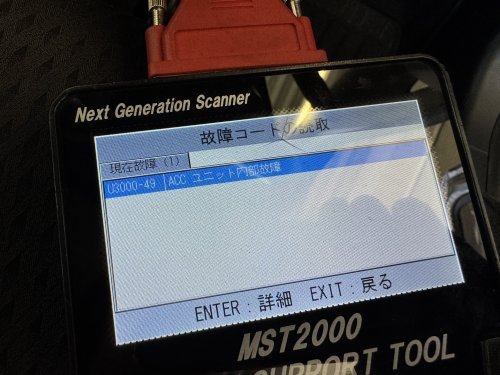 Next Generation Scanner
故障コードの読取
現在故障 (1)
U3000-49 ACC ユニット内部故障
ENTER : 詳細 EXIT : 戻る
MST2000
SUPPORT TOOL